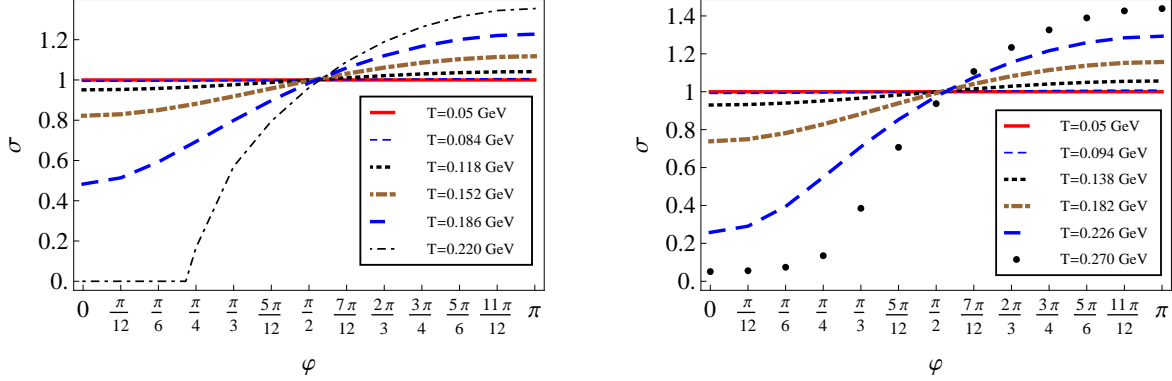 σ
1.2
1
0.8
0.6
0.4
0.2
0.
T=0.05 GeV
T=0.084 GeV
T=0.118 GeV
T=0.152 GeV
T=0.186 GeV
T=0.220 GeV
0 π/12 π/6 π/4 π/3 5π/12 π/2 7π/12 2π/3 3π/4 5π/6 11π/12 π
φ
σ
1.4
1.2
1.0
0.8
0.6
0.4
0.2
0.
T=0.05 GeV
T=0.094 GeV
T=0.138 GeV
T=0.182 GeV
T=0.226 GeV
T=0.270 GeV
0 π/12 π/6 π/4 π/3 5π/12 π/2 7π/12 2π/3 3π/4 5π/6 11π/12 π
φ